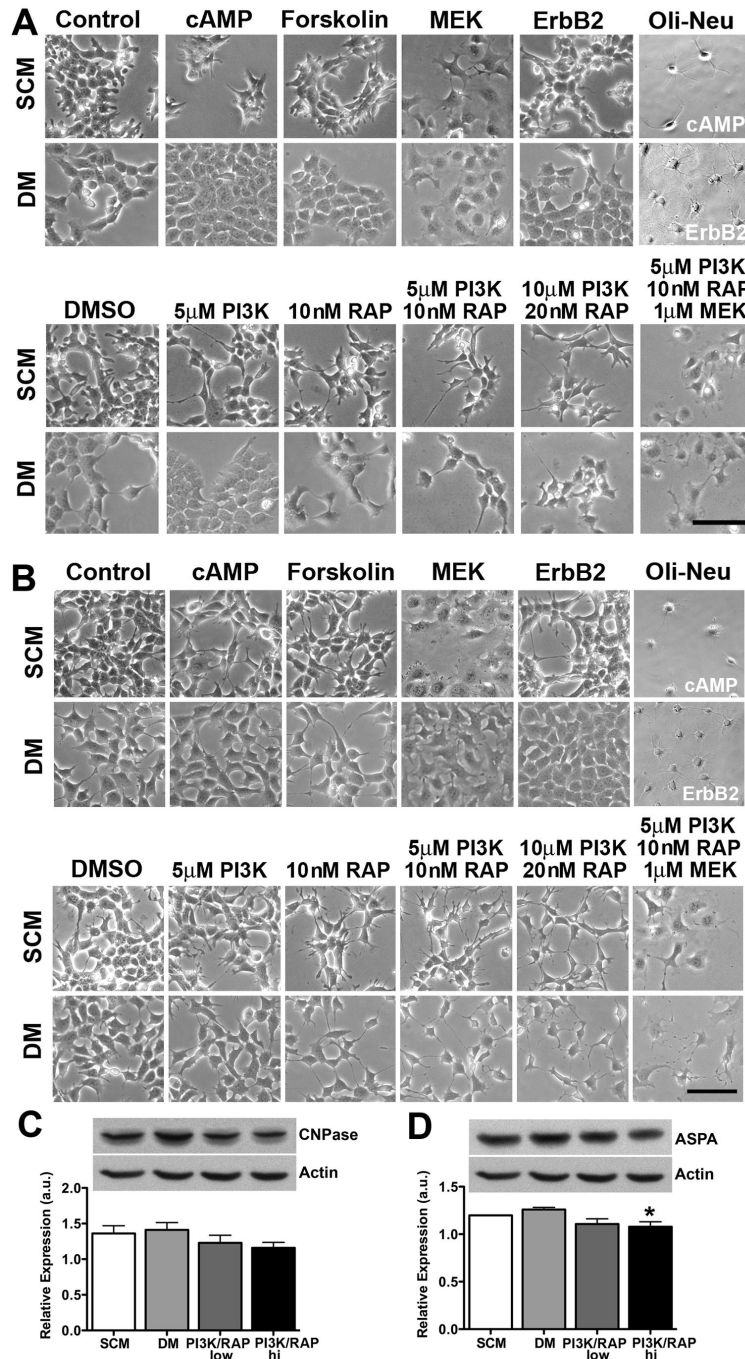 A
Control cAMP Forskolin MEK ErbB2 Oli-Neu
SCM
cAMP
DM
ErbB2
DMSO 5μM PI3K 10nM RAP 5μM PI3K 10nM RAP 10μM PI3K 20nM RAP 5μM PI3K 10nM RAP 1μM MEK
SCM
DM
B
Control cAMP Forskolin MEK ErbB2 Oli-Neu
SCM
cAMP
DM
ErbB2
DMSO 5μM PI3K 10nM RAP 5μM PI3K 10nM RAP 10μM PI3K 20nM RAP 5μM PI3K 10nM RAP 1μM MEK
SCM
DM
C
CNPase
Actin
Relative Expression (a.u.)
2.0
1.5
1.0
0.5
0.0
SCM DM PI3K/RAP low PI3K/RAP hi
D
ASPA
Actin
Relative Expression (a.u.)
1.5
1.0
0.5
0.0
*
SCM DM PI3K/RAP low PI3K/RAP hi